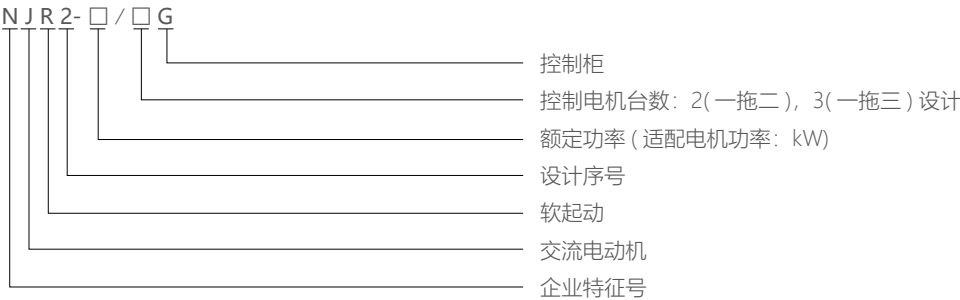 NJR2-□/□G
控制柜
控制电机台数：2(一拖二)，3(一拖三)设计
额定功率(适配电机功率：kW)
设计序号
软起动
交流电动机
企业特征号